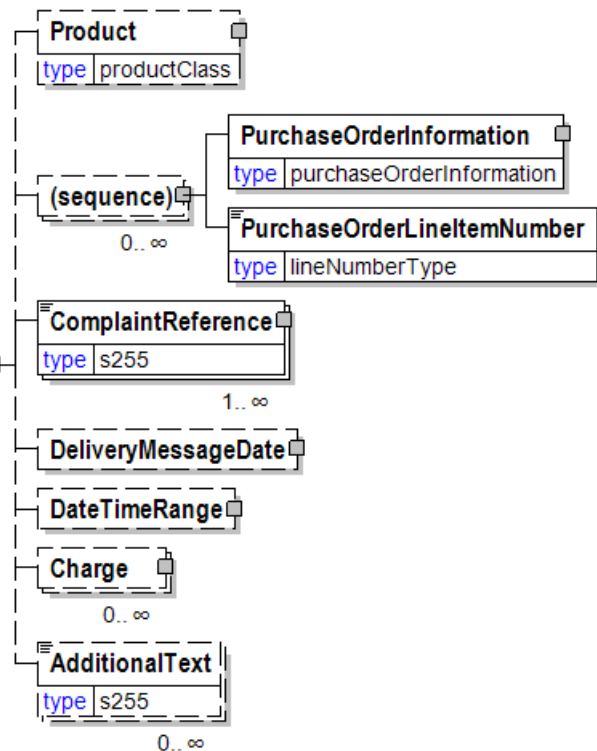 Product
type productClass
PurchaseOrderInformation
type purchaseOrderInformation
(sequence)
0.. ∞
PurchaseOrderLineItemNumber
type lineNumberType
ComplaintReference
type s255
1.. ∞
DeliveryMessageDate
DateTimeRange
Charge
0.. ∞
AdditionalText
type s255
0.. ∞